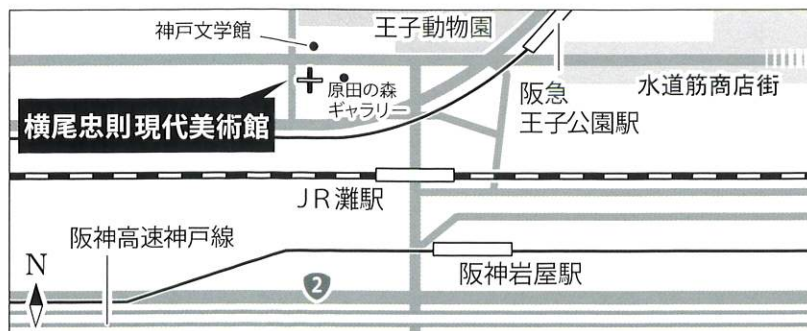 神戸文学館
王子動物園
原田の森
ギャラリー
阪急
王子公園駅
水道筋商店街
横尾忠則現代美術館
JR灘駅
阪神高速神戸線
阪神岩屋駅
N
2